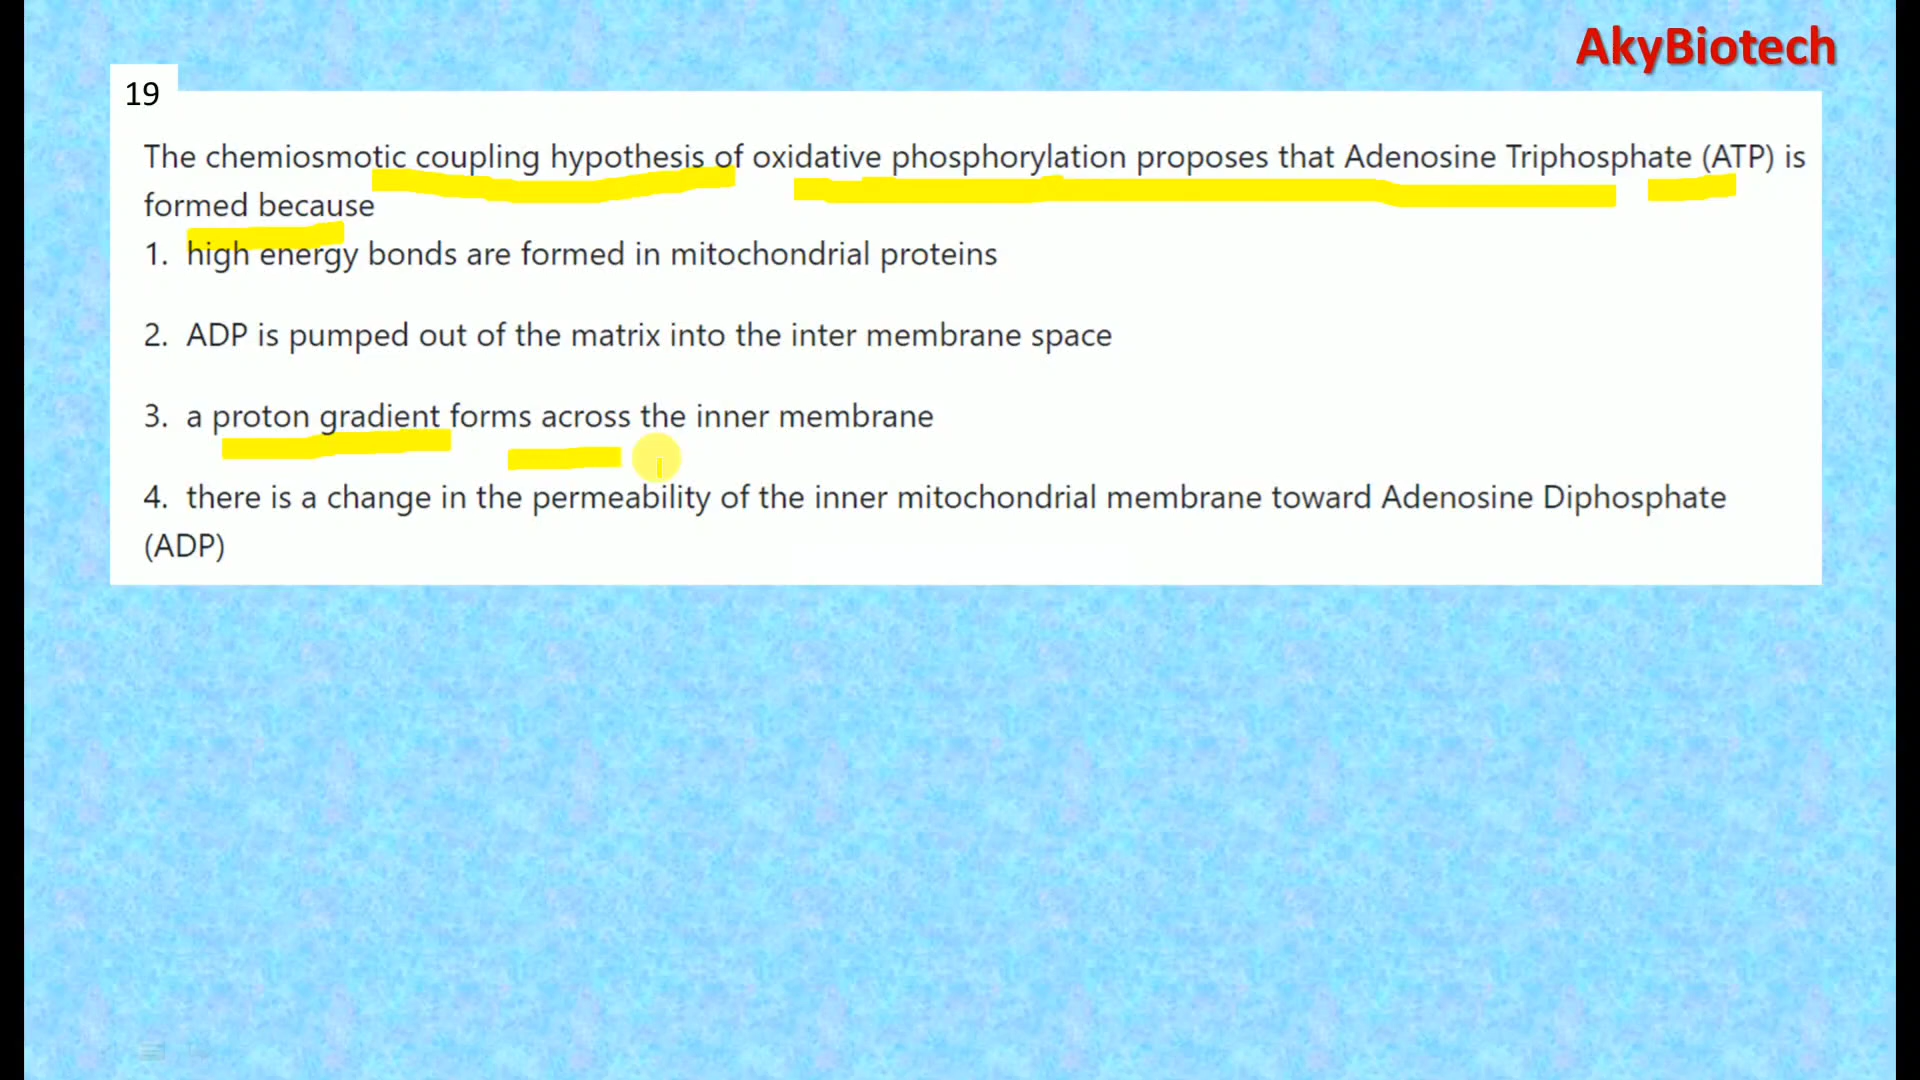 AkyBiotech
19
The chemiosmotic coupling hypothesis of oxidative phosphorylation proposes that Adenosine Triphosphate (ATP) is
formed because
1. high energy bonds are formed in mitochondrial proteins
2. ADP is pumped out of the matrix into the inter membrane space
3. a proton gradient forms across the inner membrane
4. there is a change in the permeability of the inner mitochondrial membrane toward Adenosine Diphosphate
(ADP)